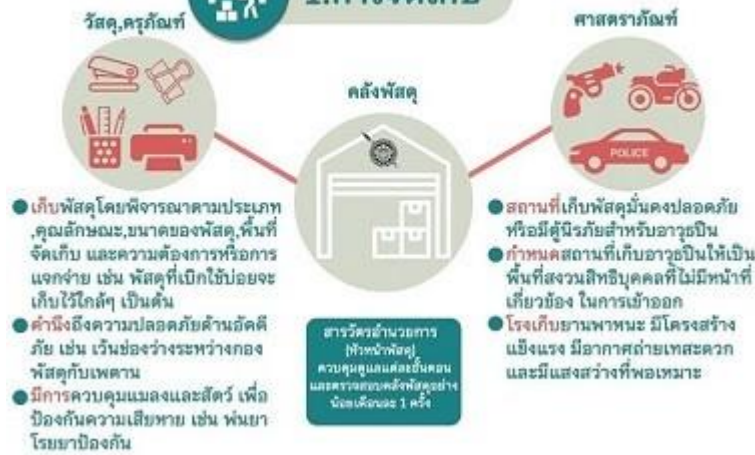 วัสดุ,ครุภัณฑ์
ศาสตราภัณฑ์
คลังพัสดุ
POLICE
เก็บพัสดุโดยพิจารณาตามประเภท
,คุณลักษณะ,ขนาดของพัสดุ,พื้นที่
จัดเก็บ และความต้องการหรือการ
แจกจ่าย เช่น พัสดุที่เบิกใช้บ่อยจะ
เก็บไว้ใกล้ๆ เป็นต้น
คำนึงถึงความปลอดภัยด้านอัคคี
ภัย เช่น เว้นช่องว่างระหว่างกอง
พัสดุกับเพดาน
มีการควบคุมแมลงและสัตว์ เพื่อ
ป้องกันความเสียหาย เช่น พ่นยา
โรยยาป้องกัน
สารวัตรอำนวยการ
(หัวหน้าพัสดุ)
ควบคุมดูแลแต่ละขั้นตอน
และตรวจสอบคลังพัสดุอย่าง
น้อยเดือนละ 1 ครั้ง
สถานที่เก็บพัสดุมั่นคงปลอดภัย
หรือมีตู้นิรภัยสำหรับอาวุธปืน
กำหนดสถานที่เก็บอาวุธปืนให้เป็น
พื้นที่สงวนสิทธิบุคคลที่ไม่มีหน้าที่
เกี่ยวข้อง ในการเข้าออก
โรงเก็บยานพาหนะ มีโครงสร้าง
แข็งแรง มีอากาศถ่ายเทสะดวก
และมีแสงสว่างที่พอเหมาะ